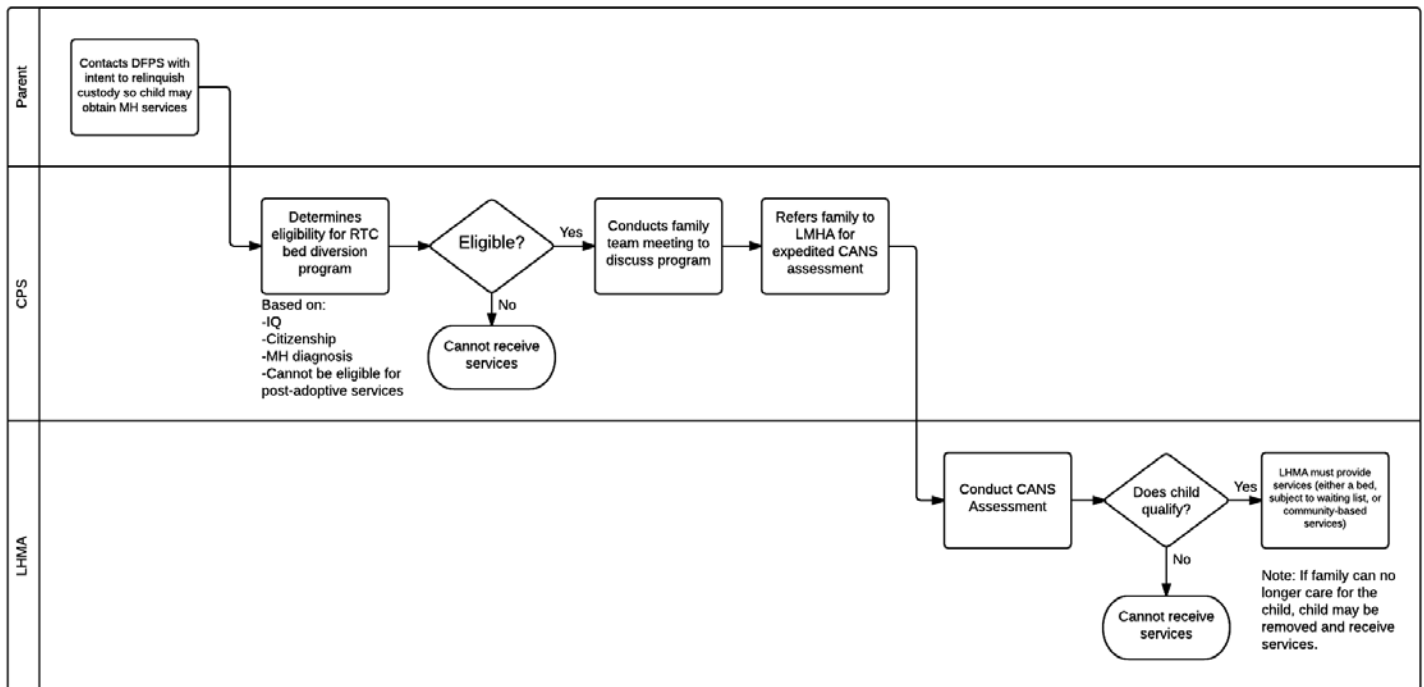 Parent
Contacts DFPS with
intent to relinquish
custody so child may
obtain MH services
CPS
Determines
eligibility for RTC
bed diversion
program
Based on:
-IQ
-Citizenship
-MH diagnosis
-Cannot be eligible for
post-adoptive services
Eligible?
Yes
No
Cannot receive
services
Conducts family
team meeting to
discuss program
Refers family to
LMHA for
expedited CANS
assessment
LHMA
Conduct CANS
Assessment
Does child
qualify?
Yes
No
Cannot receive
services
LHMA must provide
services (either a bed,
subject to waiting list, or
community-based
services)
Note: If family can no
longer care for the
child, child may be
removed and receive
services.